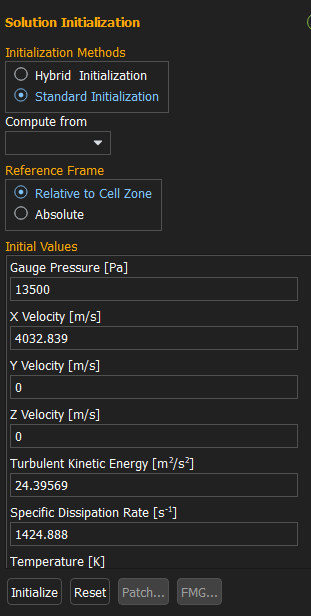 Solution Initialization
Initialization Methods
Hybrid Initialization
Standard Initialization
Compute from
Reference Frame
Relative to Cell Zone
Absolute
Initial Values
Gauge Pressure [Pa]
13500
X Velocity [m/s]
4032.839
Y Velocity [m/s]
0
Z Velocity [m/s]
0
Turbulent Kinetic Energy [m²/s²]
24.39569
Specific Dissipation Rate [s⁻¹]
1424.888
Temperature [K]
Initialize Reset Patch... FMG...